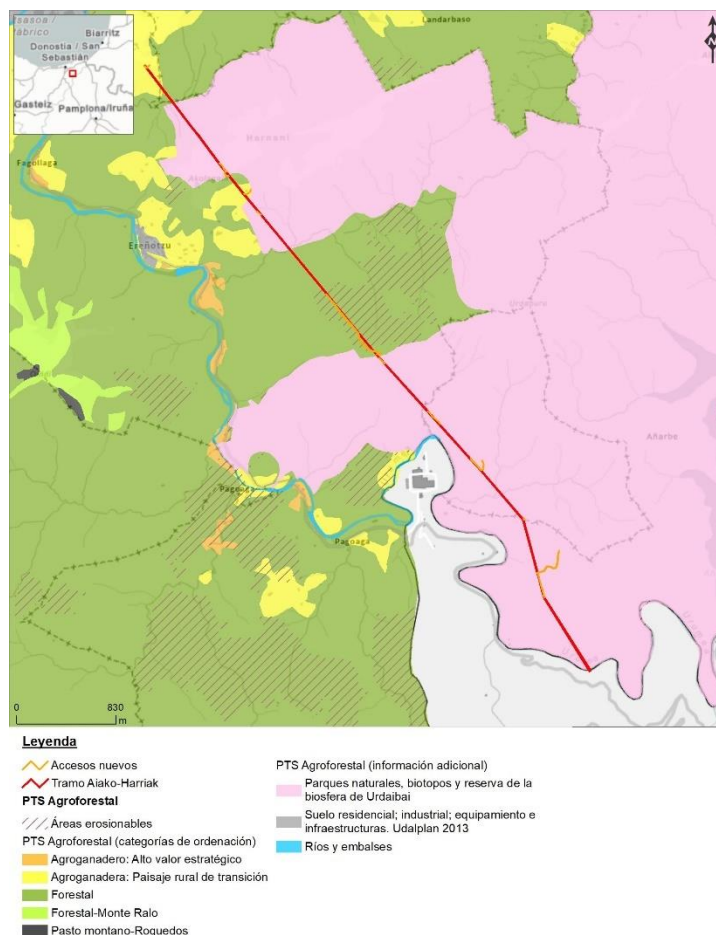 Biarritz
Donostia / San
Sebastián
Gasteiz
Pamplona/Iruña
Landarbaso
N
Hernani
Fagollaga
Ereñotzu
Urdaburu
Añarbe
Pagoaga
Pagoaga
0 830
m
Leyenda
Accesos nuevos
Tramo Aiako-Harriak
PTS Agroforestal
Áreas erosionables
PTS Agroforestal (categorías de ordenación)
Agroganadero: Alto valor estratégico
Agroganadera: Paisaje rural de transición
Forestal
Forestal-Monte Ralo
Pasto montano-Roquedos
PTS Agroforestal (información adicional)
Parques naturales, biotopos y reserva de la
biosfera de Urdaibai
Suelo residencial; industrial; equipamiento e
infraestructuras. Udalplan 2013
Ríos y embalses